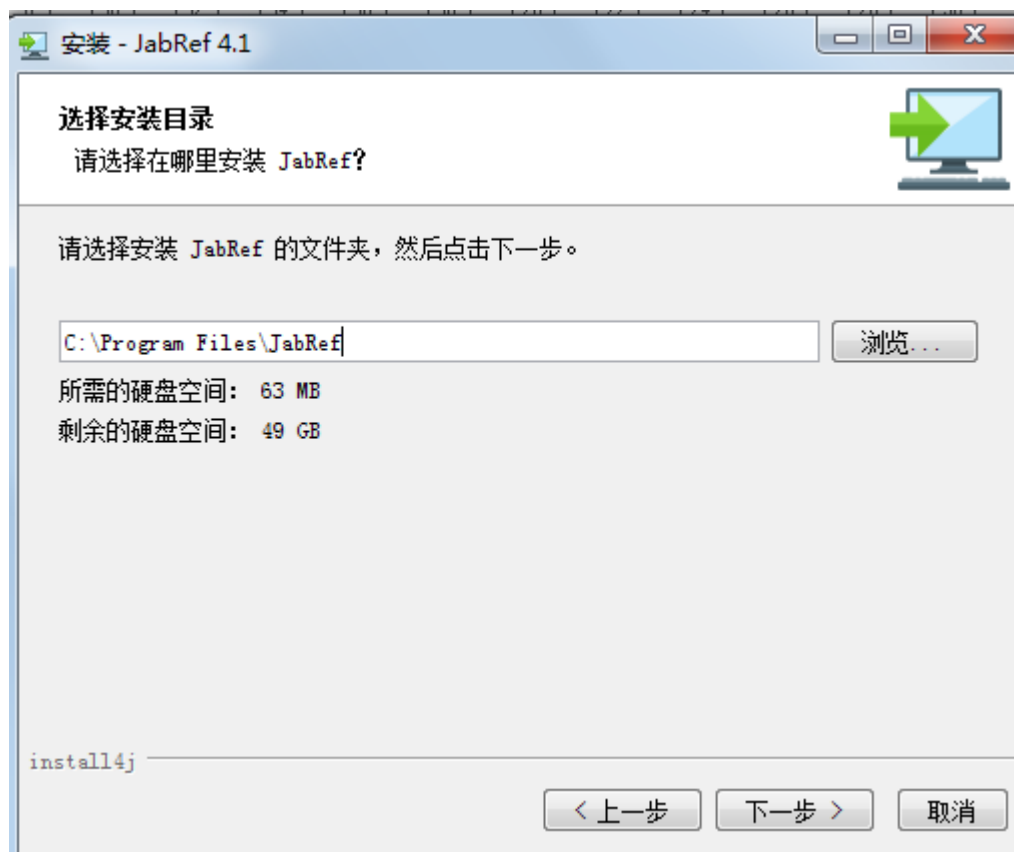 安装 - JabRef 4.1
选择安装目录
请选择在哪里安装 JabRef?
请选择安装 JabRef 的文件夹，然后点击下一步。
C:\Program Files\JabRef
浏览...
所需的硬盘空间： 63 MB
剩余的硬盘空间： 49 GB
install4j
< 上一步
下一步 >
取消